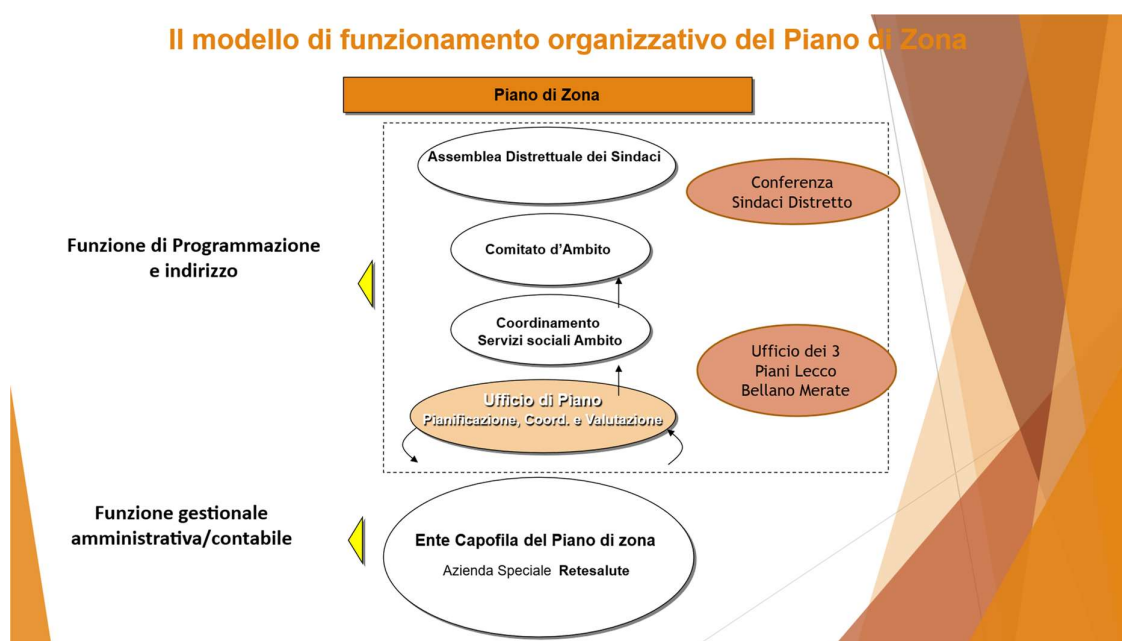 Il modello di funzionamento organizzativo del Piano di Zona
Piano di Zona
Assemblea Distrettuale dei Sindaci
Conferenza
Sindaci Distretto
Funzione di Programmazione
e indirizzo
Comitato d’Ambito
Coordinamento
Servizi sociali Ambito
Ufficio dei 3
Piani Lecco
Bellano Merate
Ufficio di Piano
Pianificazione, Coord. e Valutazione
Funzione gestionale
amministrativa/contabile
Ente Capofila del Piano di zona
Azienda Speciale Retesalute